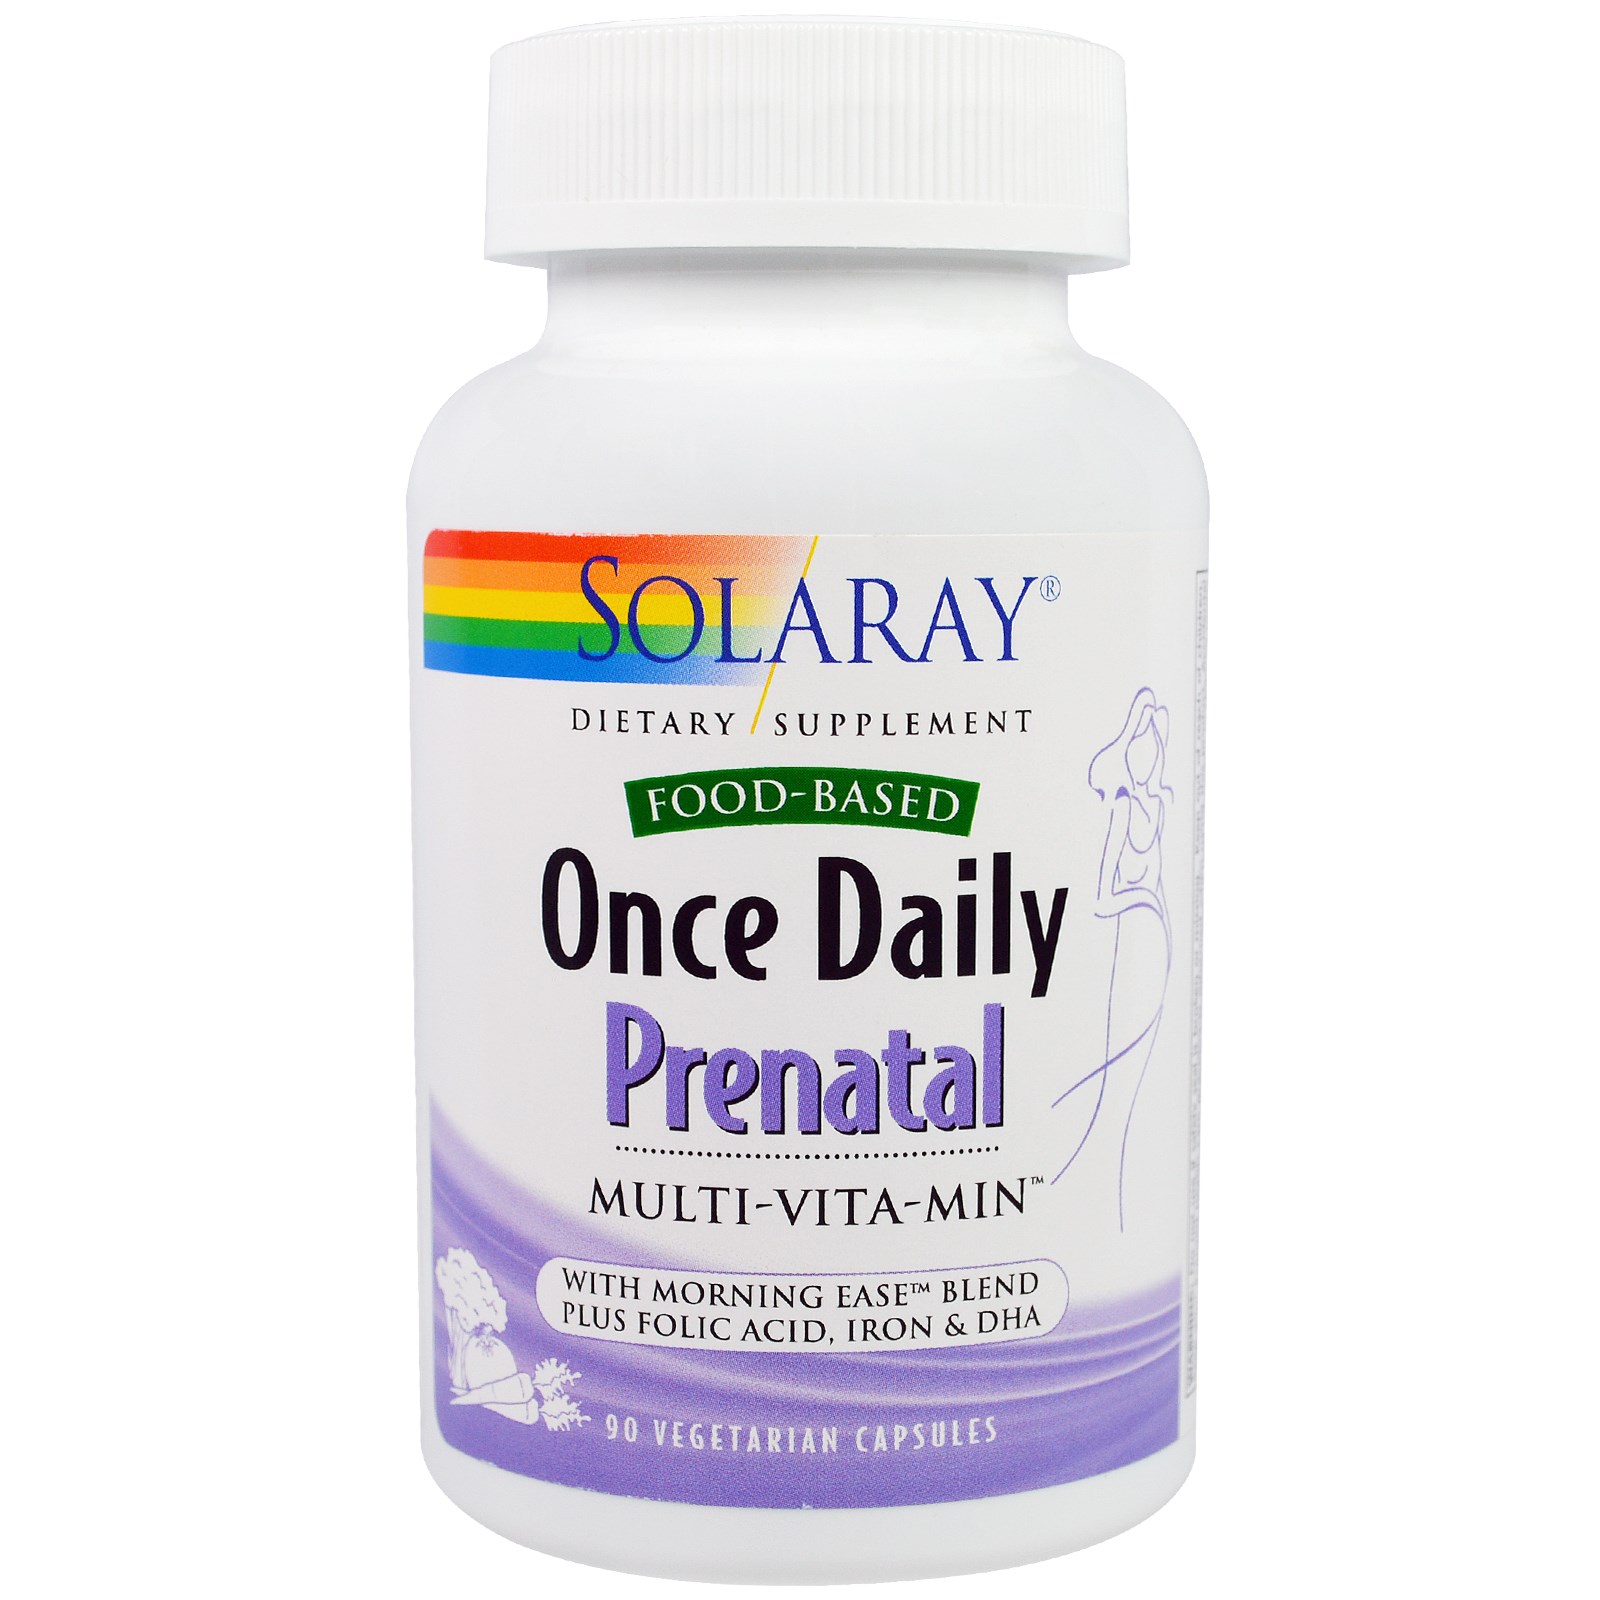 SOLARAY®
DIETARY SUPPLEMENT
FOOD-BASED
Once Daily
Prenatal
MULTI-VITA-MIN™
WITH MORNING EASE™ BLEND
PLUS FOLIC ACID, IRON & DHA
90 VEGETARIAN CAPSULES